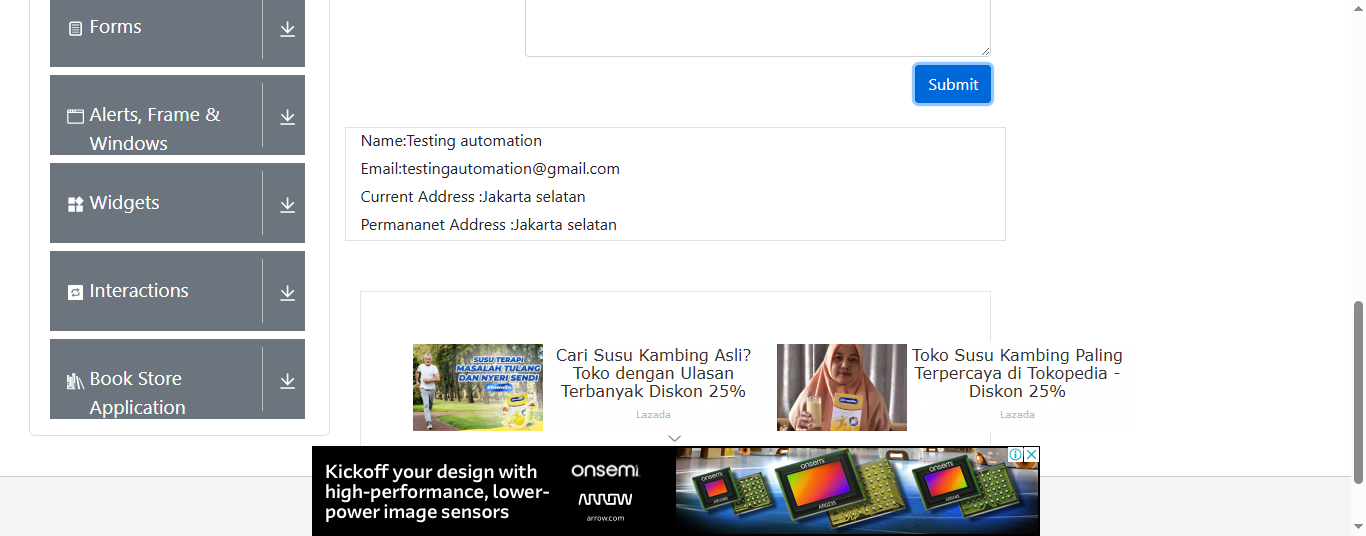 Forms
Alerts, Frame &
Windows
Widgets
Interactions
Book Store
Application
Submit
Name:Testing automation
Email:testingautomation@gmail.com
Current Address :Jakarta selatan
Permananet Address :Jakarta selatan
SUSU TERAPI
MASALAH TULANG
DAN NYERI SENDI
Cari Susu Kambing Asli?
Toko dengan Ulasan
Terbanyak Diskon 25%
Lazada
Toko Susu Kambing Paling
Terpercaya di Tokopedia -
Diskon 25%
Lazada
Kickoff your design with
high-performance, lower-
power image sensors
onsemi
ARROW
arrow.com
onsemi
onsemi
onsemi